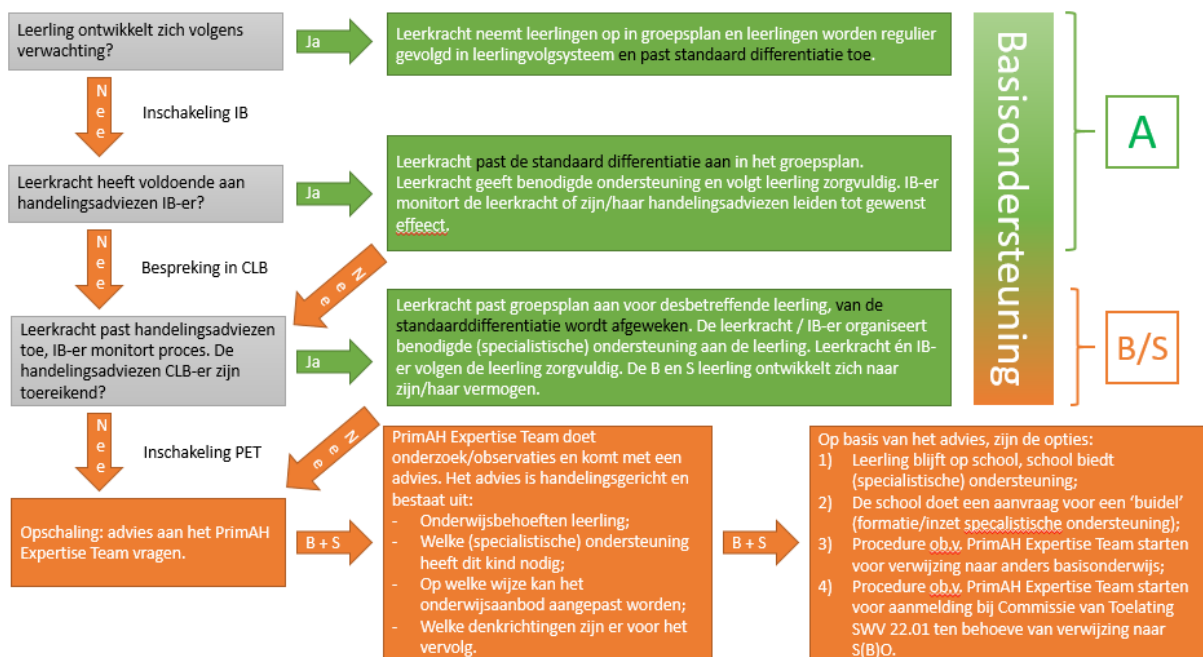 Leerling ontwikkelt zich volgens
verwachting?
Ja
Leerkracht neemt leerlingen op in groepsplan en leerlingen worden regulier
gevolgd in leerlingvolgsysteem en past standaard differentiatie toe.
Nee
Inschakeling IB
Leerkracht heeft voldoende aan
handelingsadviezen IB-er?
Ja
Leerkracht past de standaard differentiatie aan in het groepsplan.
Leerkracht geeft benodigde ondersteuning en volgt leerling zorgvuldig. IB-er
monitort de leerkracht of zijn/haar handelingsadviezen leiden tot gewenst
effeect.
Nee
Bespreking in CLB
Nee
Leerkracht past handelingsadviezen
toe, IB-er monitort proces. De
handelingsadviezen CLB-er zijn
toereikend?
Ja
Leerkracht past groepsplan aan voor desbetreffende leerling, van de
standaarddifferentiatie wordt afgeweken. De leerkracht / IB-er organiseert
benodigde (specialistische) ondersteuning aan de leerling. Leerkracht én IB-
er volgen de leerling zorgvuldig. De B en S leerling ontwikkelt zich naar
zijn/haar vermogen.
Basisondersteuning
A
B/S
Nee
Inschakeling PET
Nee
Opschaling: advies aan het PrimAH
Expertise Team vragen.
B + S
PrimAH Expertise Team doet
onderzoek/observaties en komt met een
advies. Het advies is handelingsgericht en
bestaat uit:
- Onderwijsbehoeften leerling;
- Welke (specialistische) ondersteuning
heeft dit kind nodig;
- Op welke wijze kan het
onderwijsaanbod aangepast worden;
- Welke denkrichtingen zijn er voor het
vervolg.
B + S
Op basis van het advies, zijn de opties:
1) Leerling blijft op school, school biedt
(specialistische) ondersteuning;
2) De school doet een aanvraag voor een ‘buidel’
(formatie/inzet specalistische ondersteuning);
3) Procedure ob.v. PrimAH Expertise Team starten
voor verwijzing naar anders basisonderwijs;
4) Procedure ob.v. PrimAH Expertise Team starten
voor aanmelding bij Commissie van Toelating
SWV 22.01 ten behoeve van verwijzing naar
S(B)O.